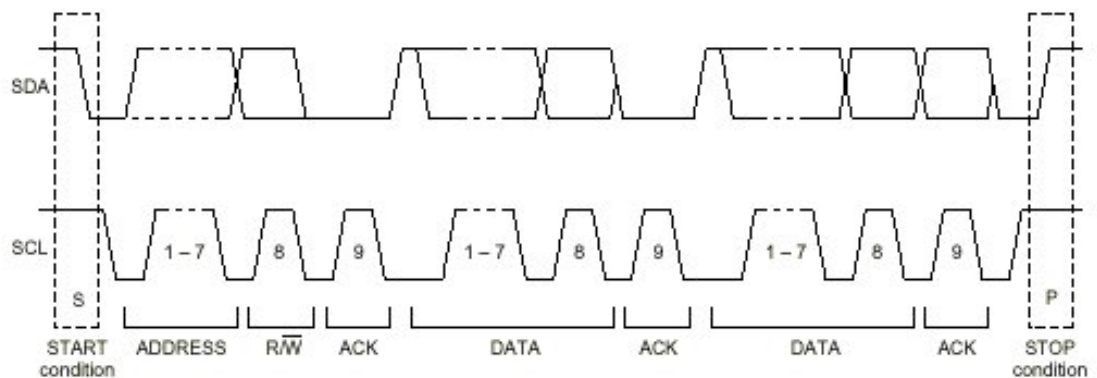 SDA
SCL
1 – 7 8 9 1 – 7 8 9 1 – 7 8 9
S P
START condition ADDRESS R/W̅ ACK DATA ACK DATA ACK STOP condition